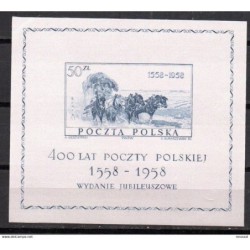 50 ZŁ
1558-1958
POCZTA POLSKA
400 LAT POCZTY POLSKIEJ
1558 - 1958
WYDANIE JUBILEUSZOWE